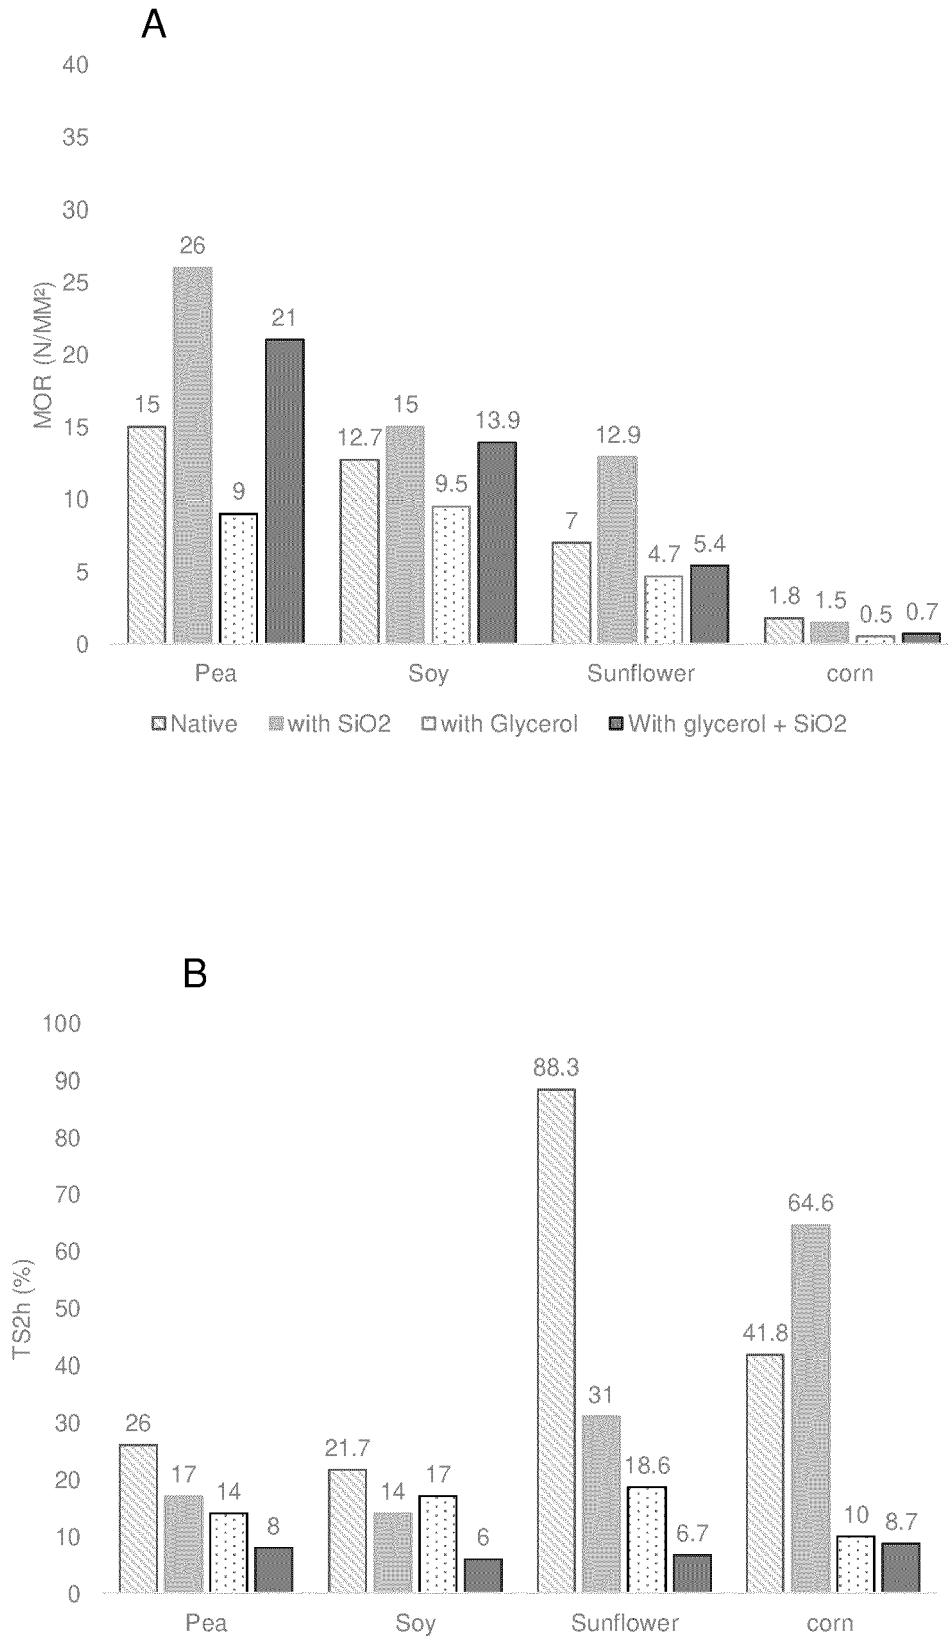 A
40
35
30
25
20
15
10
5
0
MOR (N/MM²)
15 26 9 21
12.7 15 9.5 13.9
7 12.9 4.7 5.4
1.8 1.5 0.5 0.7
Pea Soy Sunflower corn
Native with SiO2 with Glycerol With glycerol + SiO2
B
100
90
80
70
60
50
40
30
20
10
0
TS2h (%)
26 17 14 8
21.7 14 17 6
88.3 31 18.6 6.7
41.8 64.6 10 8.7
Pea Soy Sunflower corn